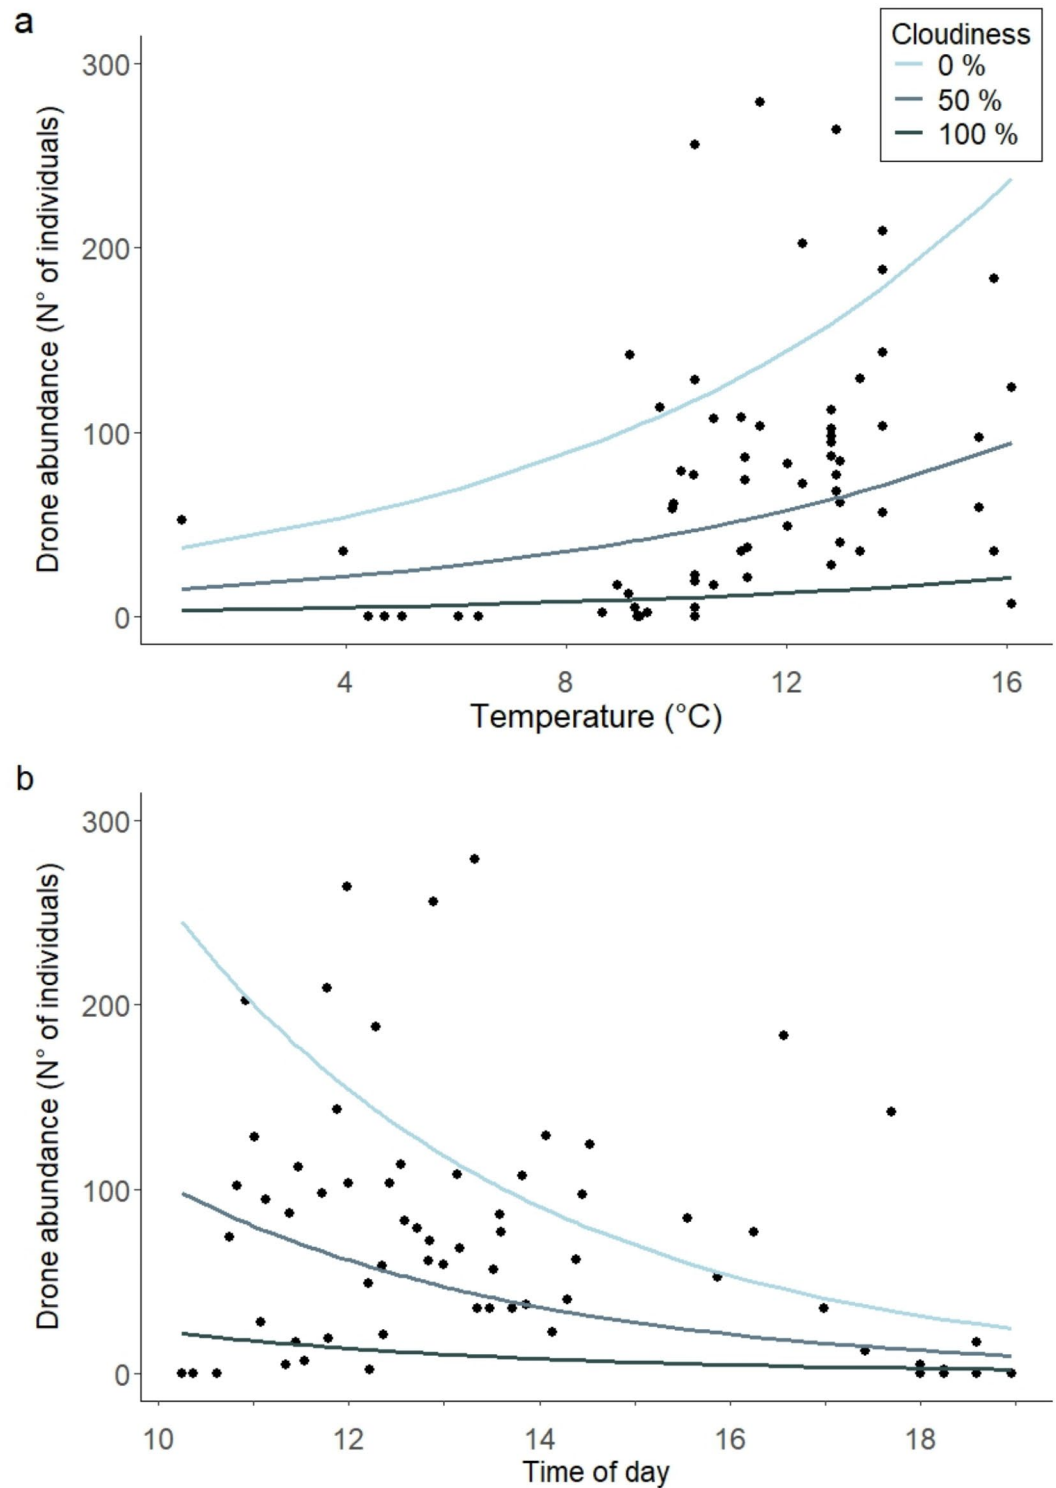 a
Cloudiness
0 %
50 %
100 %
Drone abundance (N° of individuals)
300
200
100
0
4 8 12 16
Temperature (°C)
b
Drone abundance (N° of individuals)
300
200
100
0
10 12 14 16 18
Time of day